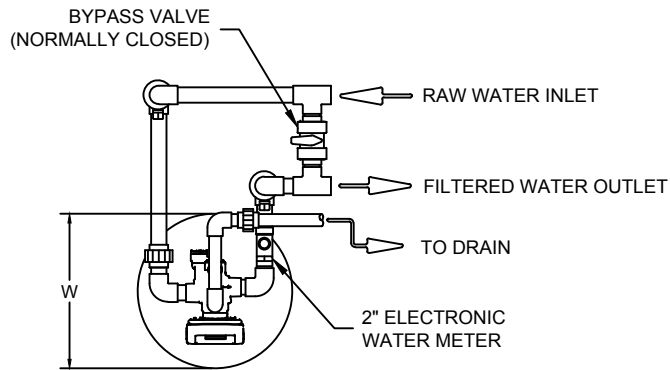 BYPASS VALVE
(NORMALLY CLOSED)
RAW WATER INLET
FILTERED WATER OUTLET
TO DRAIN
W
2" ELECTRONIC
WATER METER